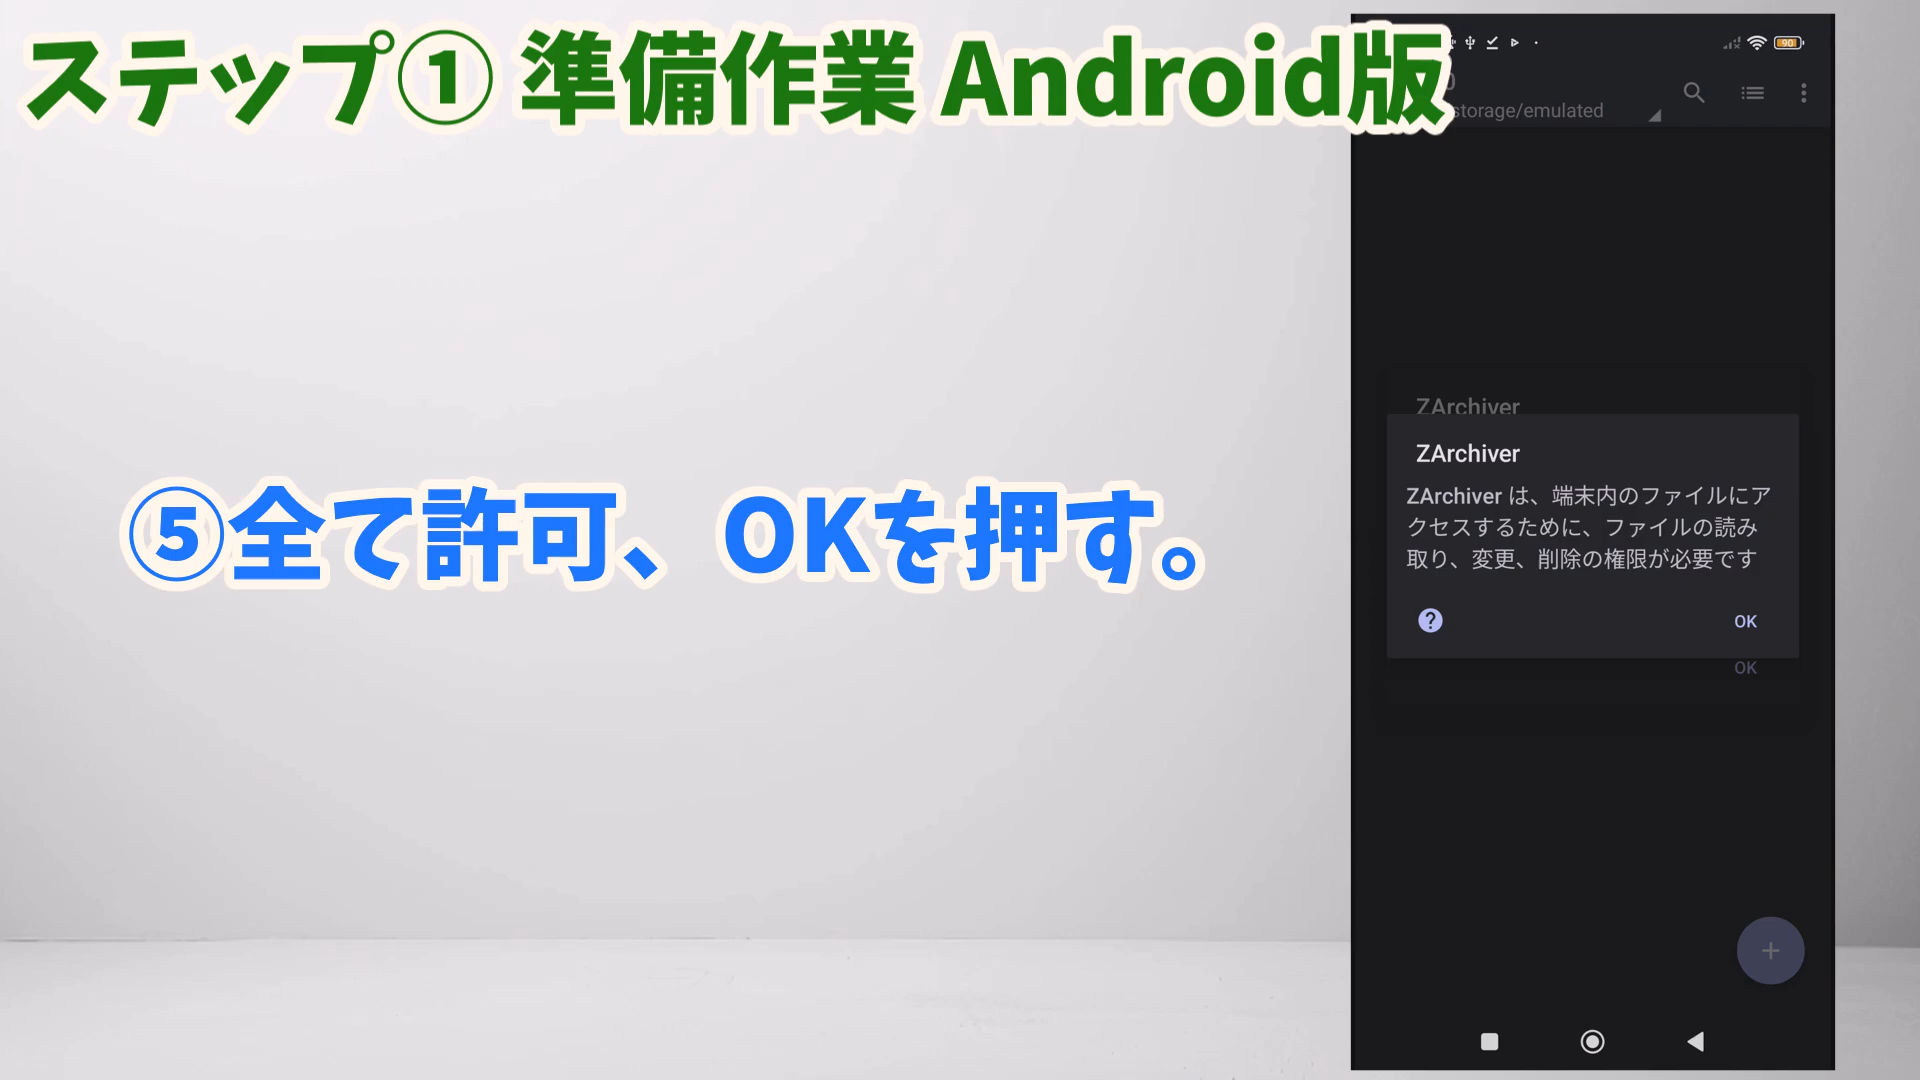 ステップ① 準備作業 Android版
storage/emulated
90
ZArchiver
ZArchiver
⑤全て許可、OKを押す。
ZArchiver は、端末内のファイルにア
クセスするために、ファイルの読み
取り、変更、削除の権限が必要です
OK
OK